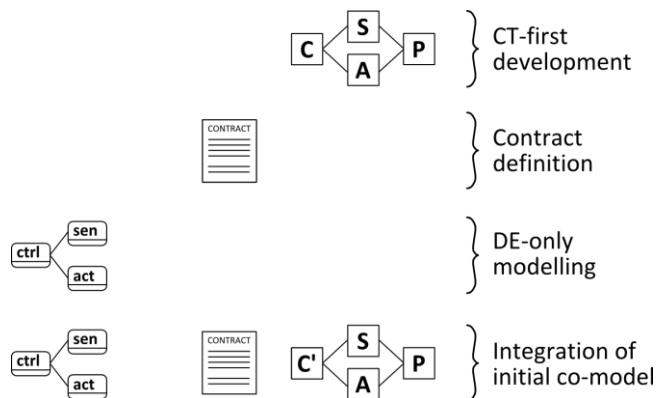 C
S
A
P
CT-first
development
CONTRACT
Contract
definition
ctrl
sen
act
DE-only
modelling
ctrl
sen
act
CONTRACT
C'
S
A
P
Integration of
initial co-model